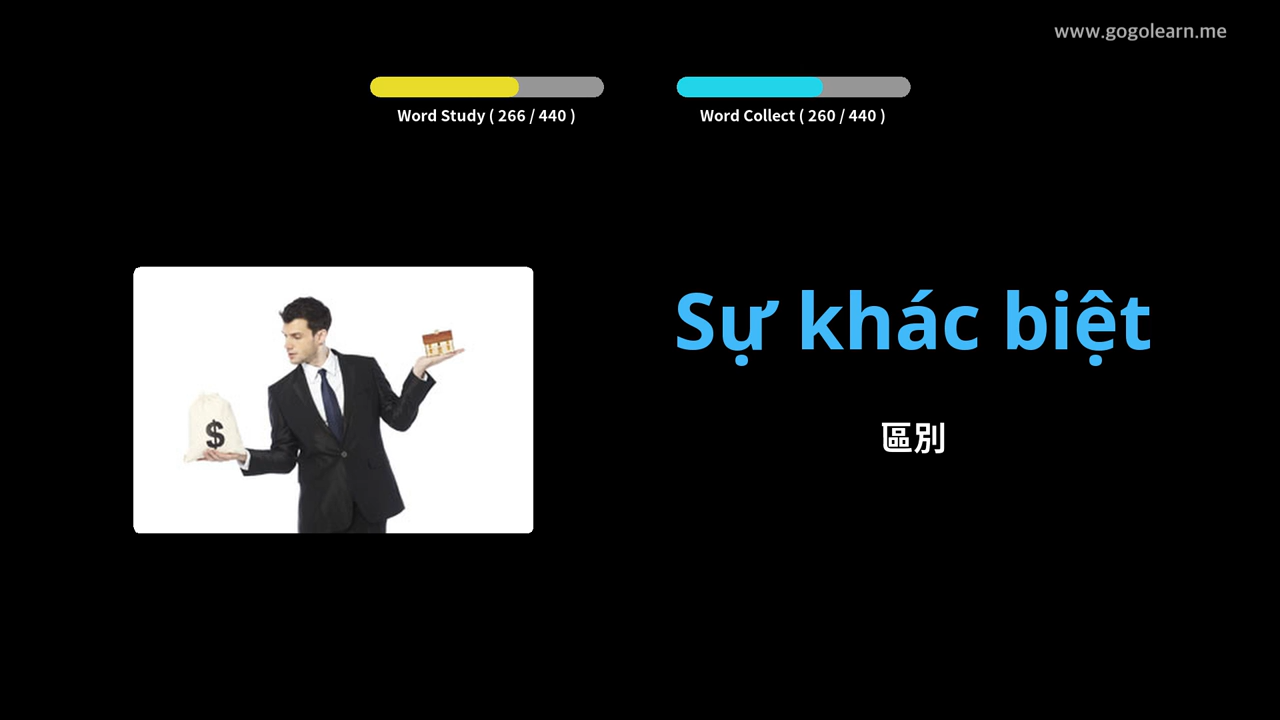 www.gogolearn.me
Word Study ( 266 / 440 )
Word Collect ( 260 / 440 )
Sự khác biệt
區別
$